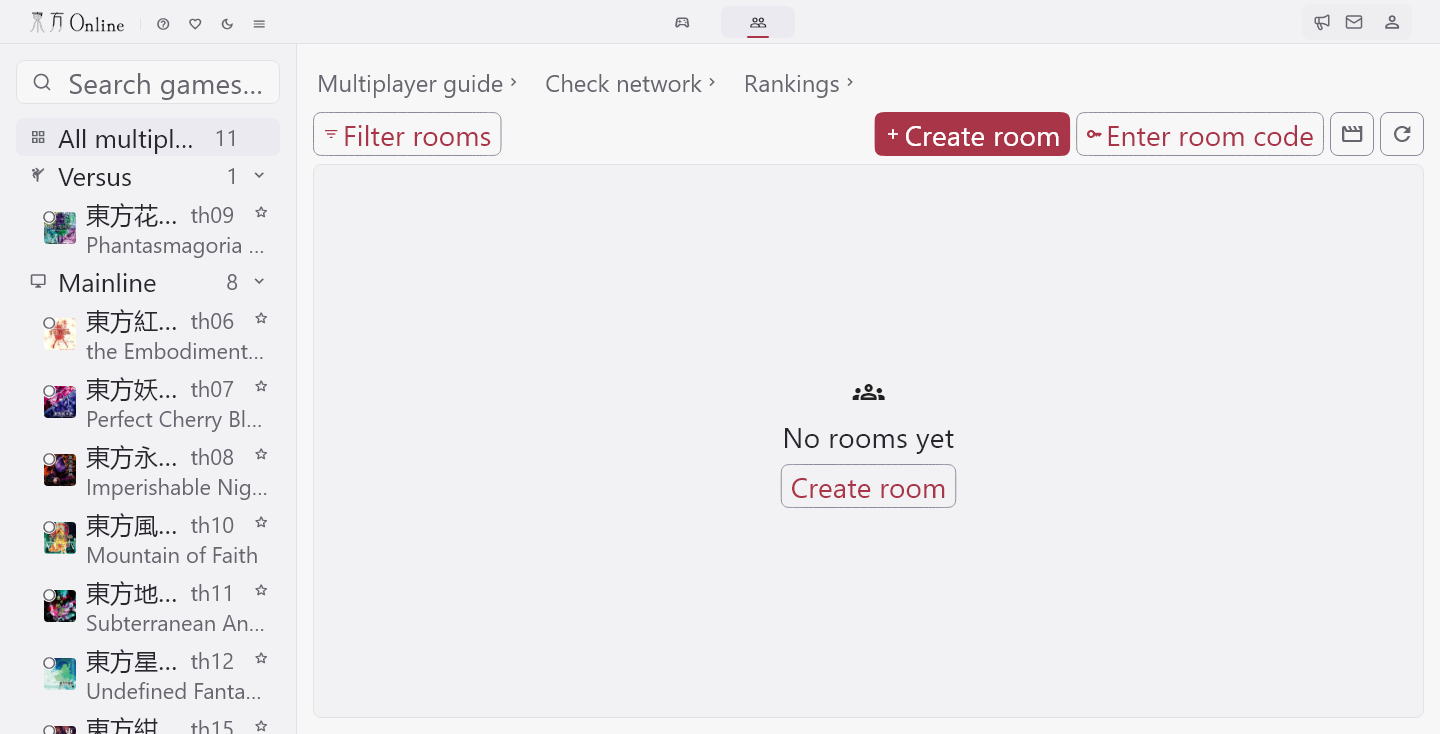 東方Online
Multiplayer guide
Check network
Rankings
Search games...
Filter rooms
+ Create room
Enter room code
All multipl... 11
Versus 1
東方花... th09
Phantasmagoria ...
Mainline 8
東方紅... th06
the Embodiment...
東方妖... th07
Perfect Cherry Bl...
東方永... th08
Imperishable Nig...
東方風... th10
Mountain of Faith
東方地... th11
Subterranean An...
東方星... th12
Undefined Fanta...
東方紺... th15
No rooms yet
Create room